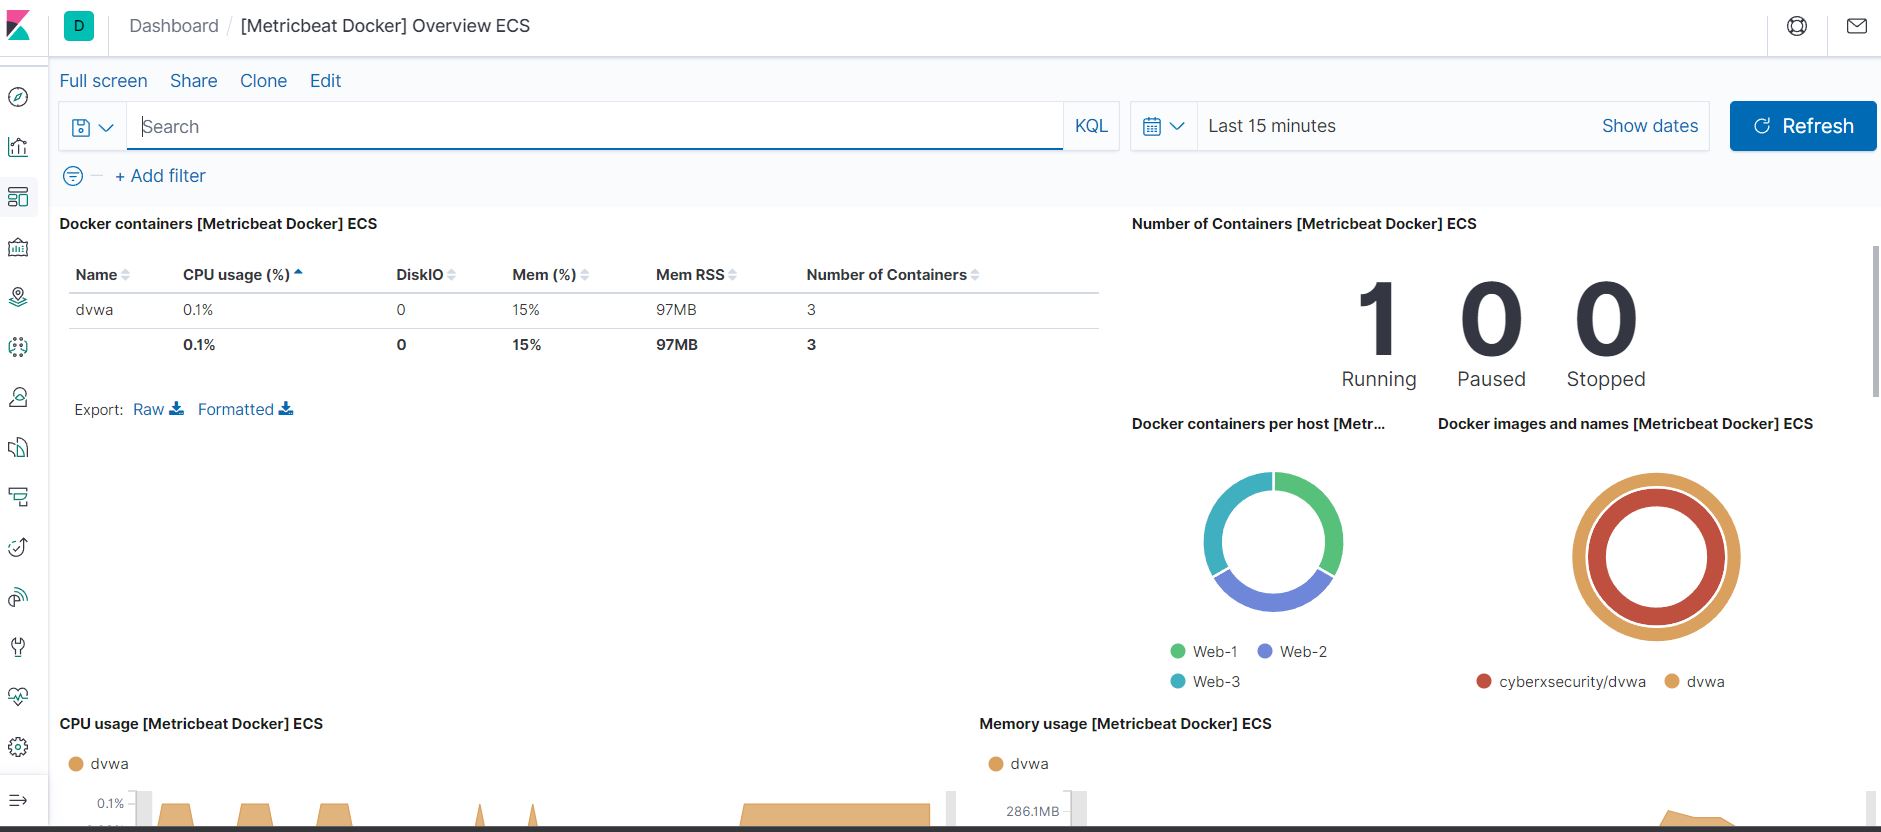 D Dashboard / [Metricbeat Docker] Overview ECS
Full screen Share Clone Edit
Search KQL Last 15 minutes Show dates Refresh
+ Add filter
Docker containers [Metricbeat Docker] ECS
Name CPU usage (%) DiskIO Mem (%) Mem RSS Number of Containers
dvwa 0.1% 0 15% 97MB 3
0.1% 0 15% 97MB 3
Export: Raw Formatted
Number of Containers [Metricbeat Docker] ECS
1 0 0
Running Paused Stopped
Docker containers per host [Metr...
Web-1 Web-2
Web-3
Docker images and names [Metricbeat Docker] ECS
cyberxsecurity/dvwa dvwa
CPU usage [Metricbeat Docker] ECS
dvwa
0.1%
Memory usage [Metricbeat Docker] ECS
dvwa
286.1MB